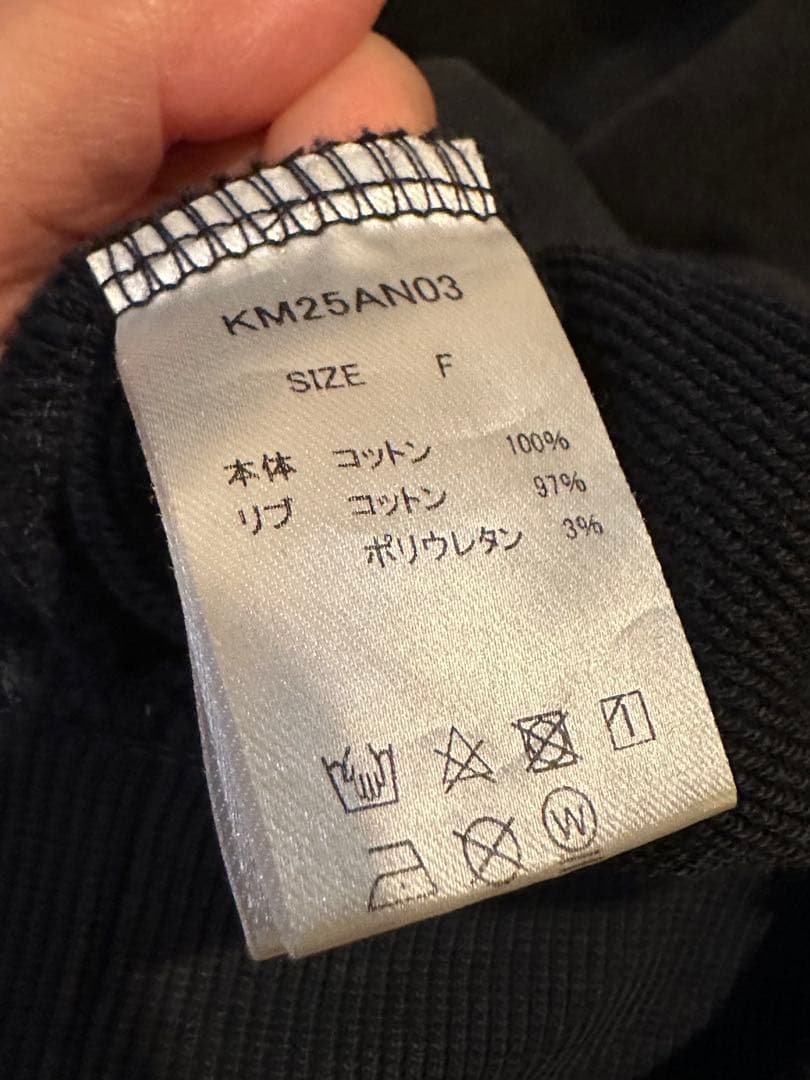 KM25AN03
SIZE F
本体 コットン 100%
リブ コットン 97%
ポリウレタン 3%
W